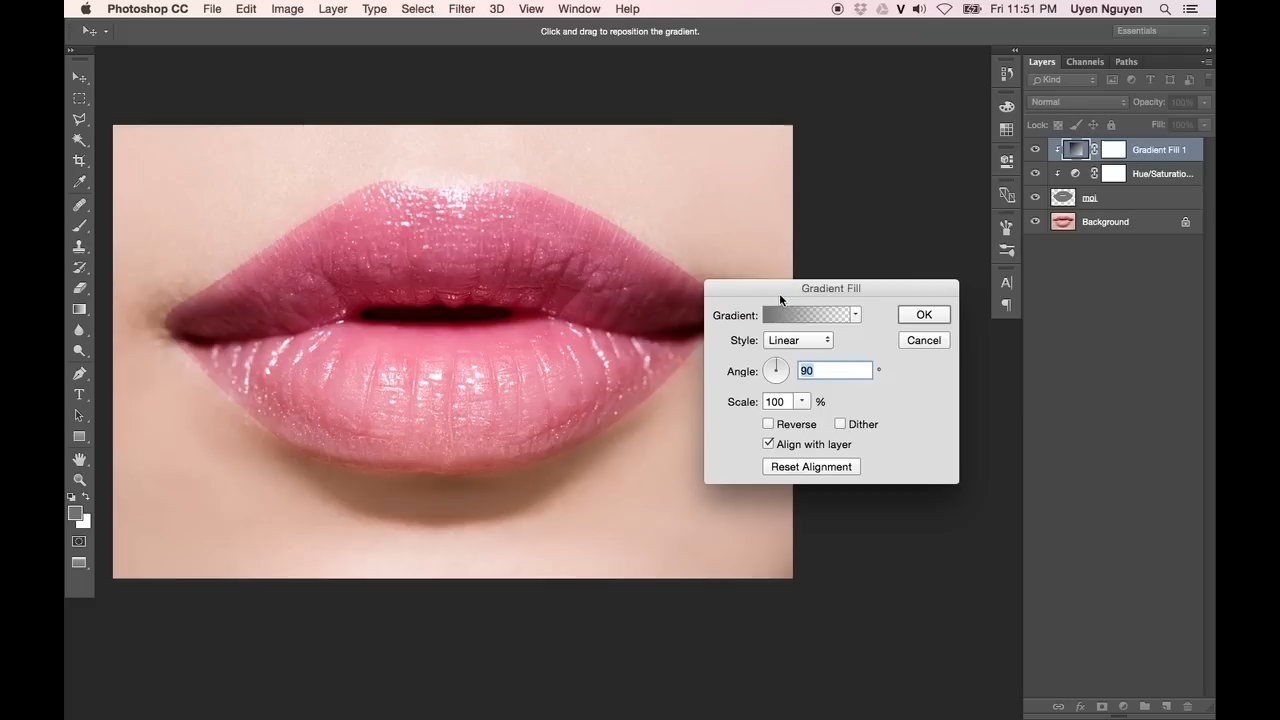 Photoshop CC File Edit Image Layer Type Select Filter 3D View Window Help V Fri 11:51 PM Uyen Nguyen
Click and drag to reposition the gradient.
Essentials
Layers Channels Paths
Kind T
Normal Opacity: 100%
Lock: Fill: 100%
Gradient Fill 1
Hue/Saturatio...
moi
Background
Gradient Fill
Gradient: OK
Style: Linear Cancel
Angle: 90 °
Scale: 100 %
Reverse Dither
Align with layer
Reset Alignment